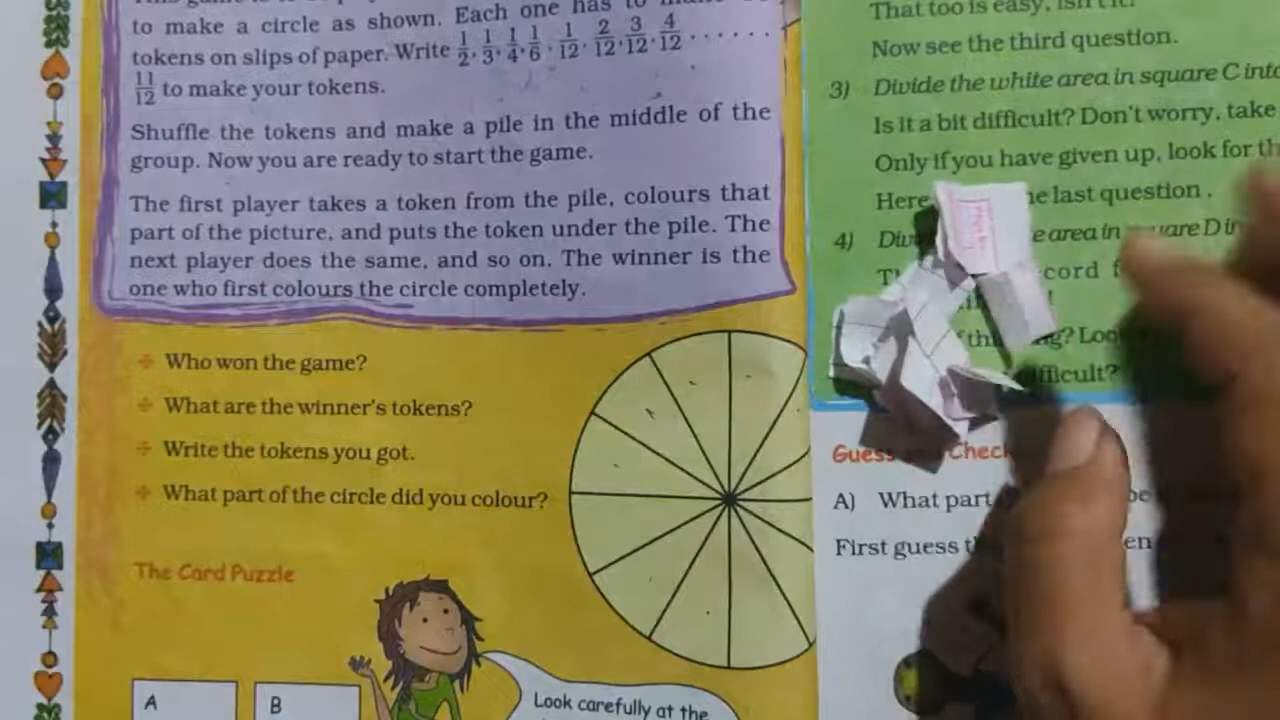 to make a circle as shown. Each one has to
tokens on slips of paper. Write 1/2, 1/3, 1/4, 1/6, 1/12, 2/12, 3/12, 4/12 ......
11/12 to make your tokens.
Shuffle the tokens and make a pile in the middle of the
group. Now you are ready to start the game.
The first player takes a token from the pile, colours that
part of the picture, and puts the token under the pile. The
next player does the same, and so on. The winner is the
one who first colours the circle completely.
Who won the game?
What are the winner's tokens?
Write the tokens you got.
What part of the circle did you colour?
The Card Puzzle
A
B
Look carefully at the
That too is easy, isn't it?
Now see the third question.
3) Divide the white area in square C into
Is it a bit difficult? Don't worry, take
Only if you have given up, look for
Here last question.
4) area in square D
cord
? Loo
difficult?
Guess Check
A) What part be
First guess